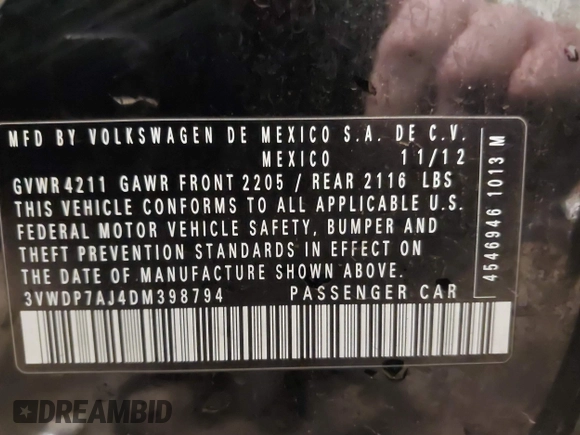 MFD BY VOLKSWAGEN DE MEXICO S.A. DE C.V.
MEXICO 11/12
GVWR 4211 GAWR FRONT 2205 / REAR 2116 LBS
THIS VEHICLE CONFORMS TO ALL APPLICABLE U.S.
FEDERAL MOTOR VEHICLE SAFETY, BUMPER AND
THEFT PREVENTION STANDARDS IN EFFECT ON
THE DATE OF MANUFACTURE SHOWN ABOVE.
3VWDP7AJ4DM398794 PASSENGER CAR
4546946 1013 M
DREAMBID